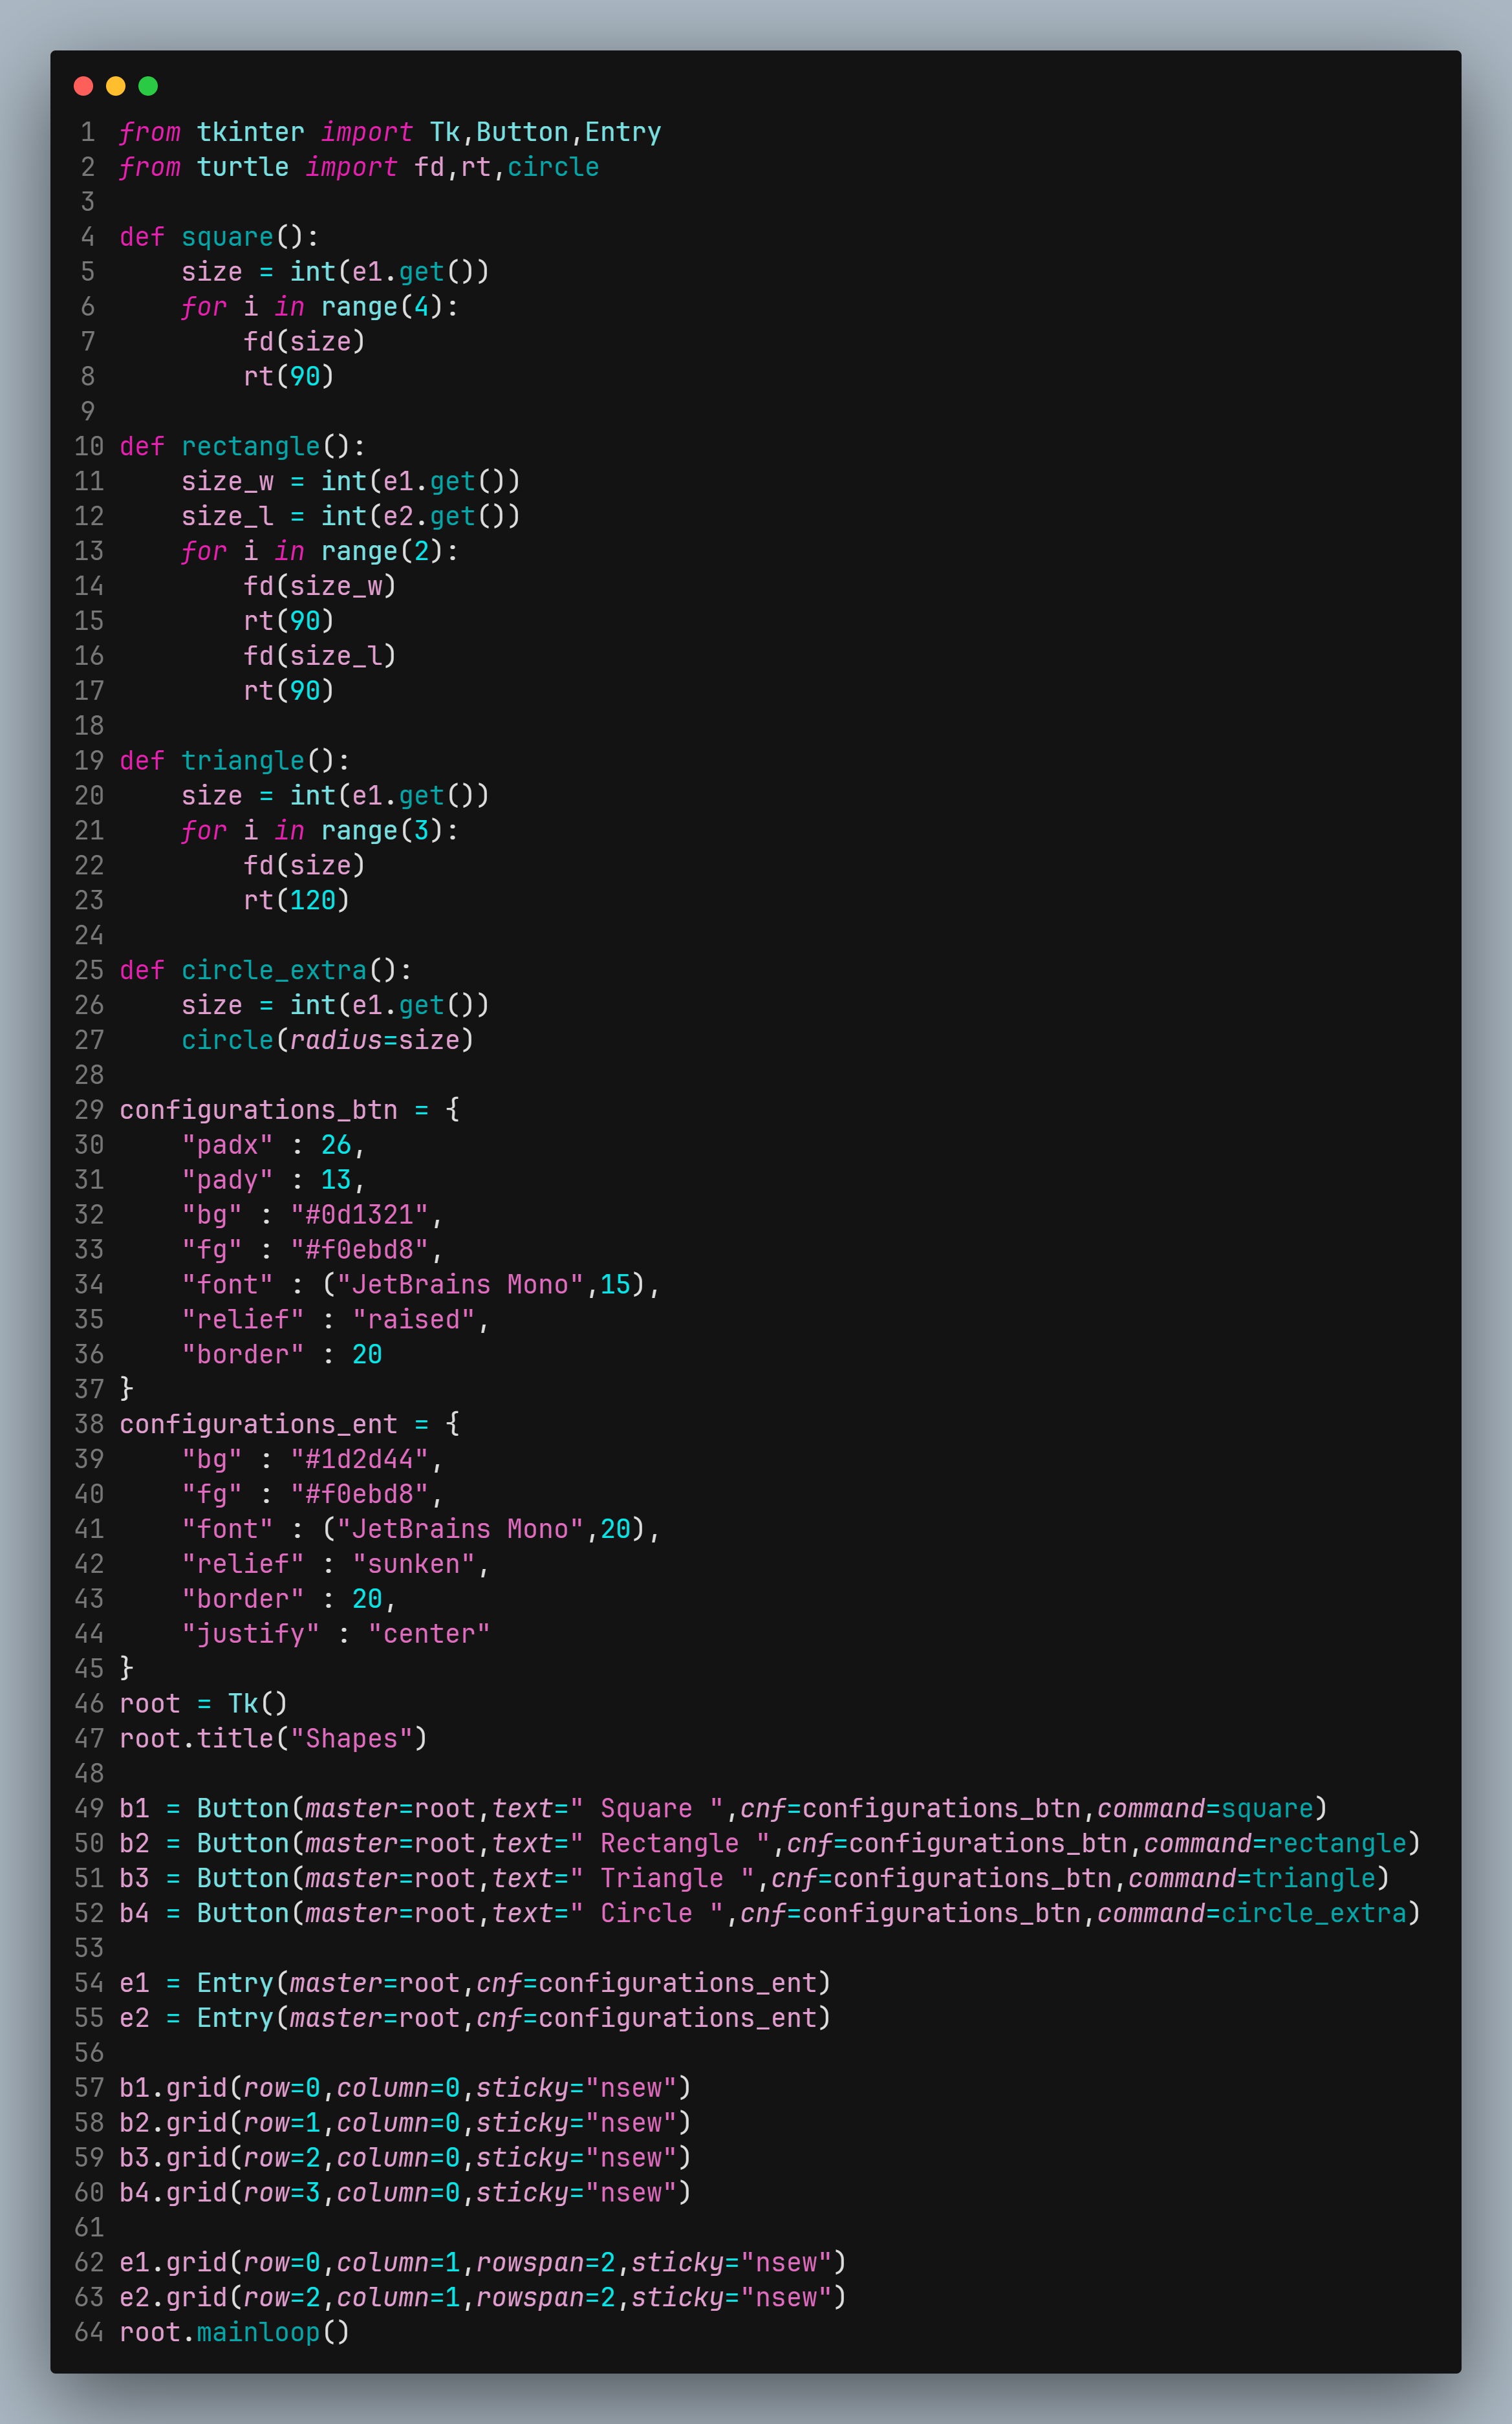 1 from tkinter import Tk,Button,Entry
2 from turtle import fd,rt,circle
3
4 def square():
5     size = int(e1.get())
6     for i in range(4):
7         fd(size)
8         rt(90)
9
10 def rectangle():
11     size_w = int(e1.get())
12     size_l = int(e2.get())
13     for i in range(2):
14         fd(size_w)
15         rt(90)
16         fd(size_l)
17         rt(90)
18
19 def triangle():
20     size = int(e1.get())
21     for i in range(3):
22         fd(size)
23         rt(120)
24
25 def circle_extra():
26     size = int(e1.get())
27     circle(radius=size)
28
29 configurations_btn = {
30     "padx" : 26,
31     "pady" : 13,
32     "bg" : "#0d1321",
33     "fg" : "#f0ebd8",
34     "font" : ("JetBrains Mono",15),
35     "relief" : "raised",
36     "border" : 20
37 }
38 configurations_ent = {
39     "bg" : "#1d2d44",
40     "fg" : "#f0ebd8",
41     "font" : ("JetBrains Mono",20),
42     "relief" : "sunken",
43     "border" : 20,
44     "justify" : "center"
45 }
46 root = Tk()
47 root.title("Shapes")
48
49 b1 = Button(master=root,text=" Square ",cnf=configurations_btn,command=square)
50 b2 = Button(master=root,text=" Rectangle ",cnf=configurations_btn,command=rectangle)
51 b3 = Button(master=root,text=" Triangle ",cnf=configurations_btn,command=triangle)
52 b4 = Button(master=root,text=" Circle ",cnf=configurations_btn,command=circle_extra)
53
54 e1 = Entry(master=root,cnf=configurations_ent)
55 e2 = Entry(master=root,cnf=configurations_ent)
56
57 b1.grid(row=0,column=0,sticky="nsew")
58 b2.grid(row=1,column=0,sticky="nsew")
59 b3.grid(row=2,column=0,sticky="nsew")
60 b4.grid(row=3,column=0,sticky="nsew")
61
62 e1.grid(row=0,column=1,rowspan=2,sticky="nsew")
63 e2.grid(row=2,column=1,rowspan=2,sticky="nsew")
64 root.mainloop()